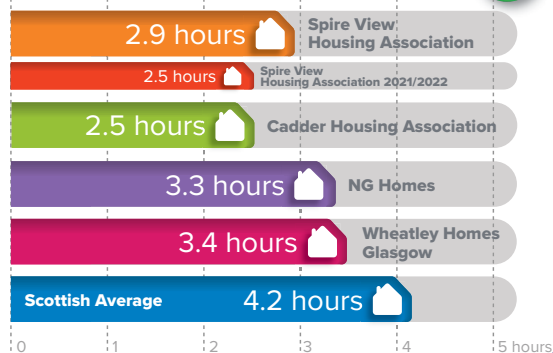 2.9 hours
Spire View
Housing Association
2.5 hours
Spire View
Housing Association 2021/2022
2.5 hours
Cadder Housing Association
3.3 hours
NG Homes
3.4 hours
Wheatley Homes
Glasgow
Scottish Average 4.2 hours
0 1 2 3 4 5 hours